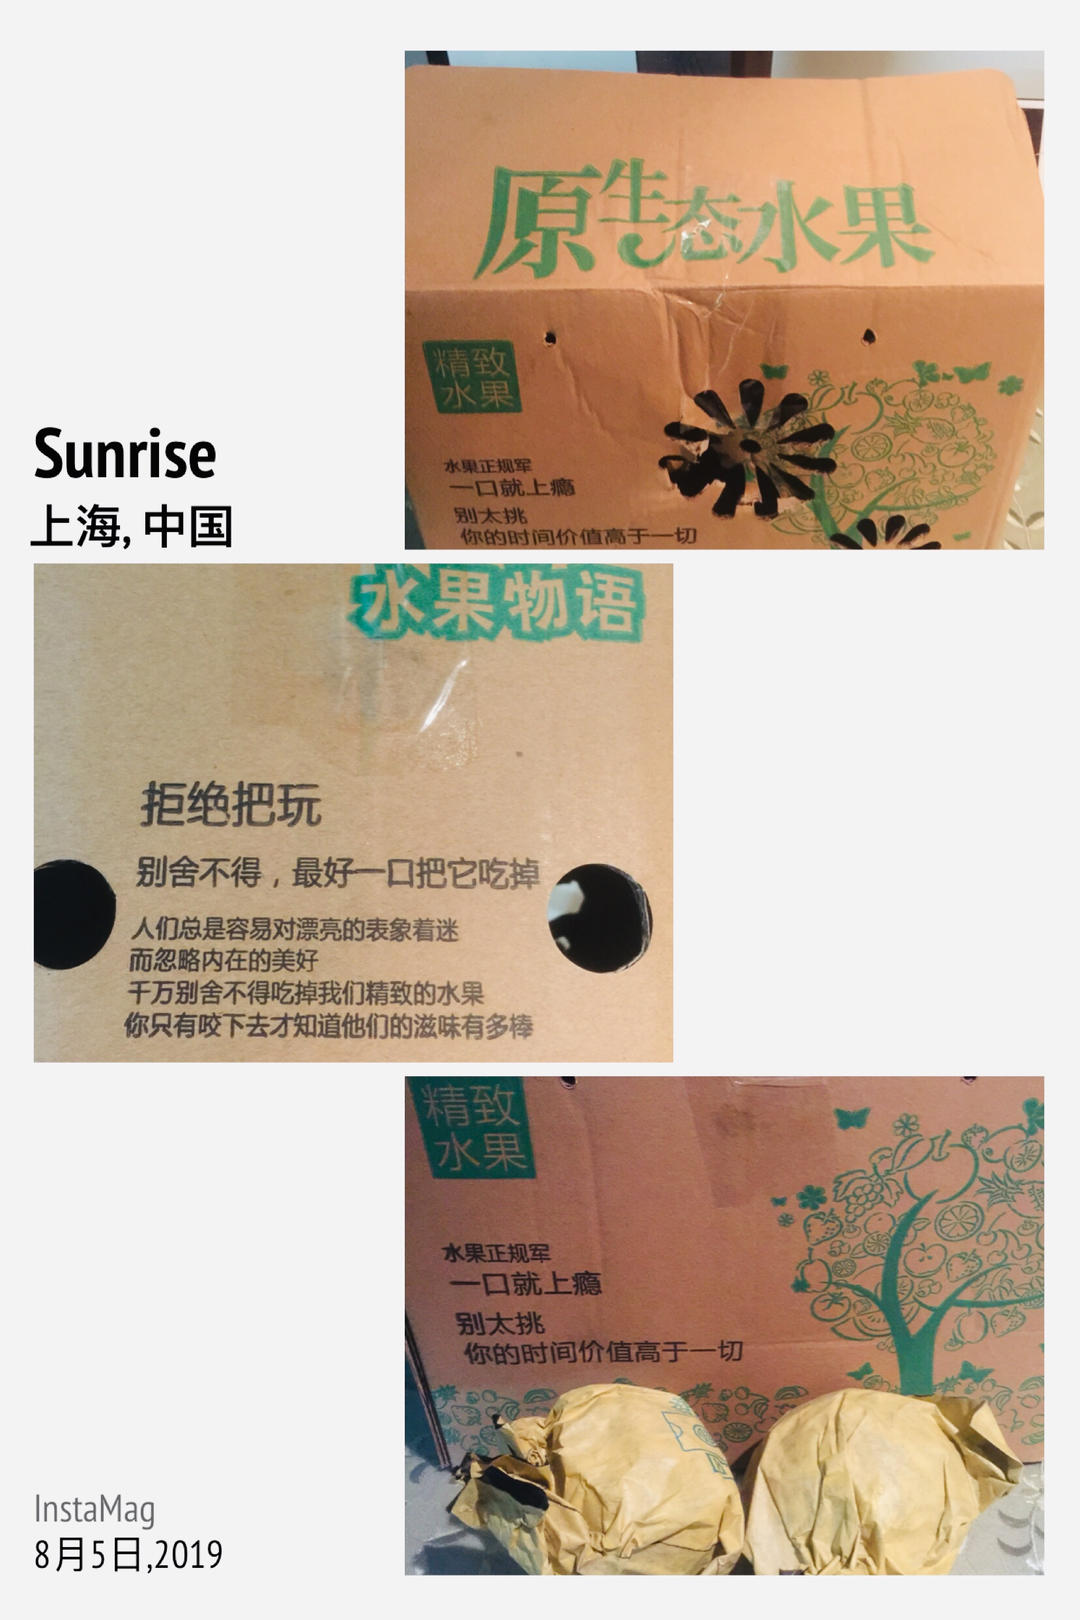 原生态水果
精致
水果
水果正规军
一口就上瘾
别太挑
你的时间价值高于一切
Sunrise
上海, 中国
水果物语
拒绝把玩
别舍不得，最好一口把它吃掉
人们总是容易对漂亮的表象着迷
而忽略内在的美好
千万别舍不得吃掉我们精致的水果
你只有咬下去才知道他们的滋味有多棒
精致
水果
水果正规军
一口就上瘾
别太挑
你的时间价值高于一切
InstaMag
8月5日,2019